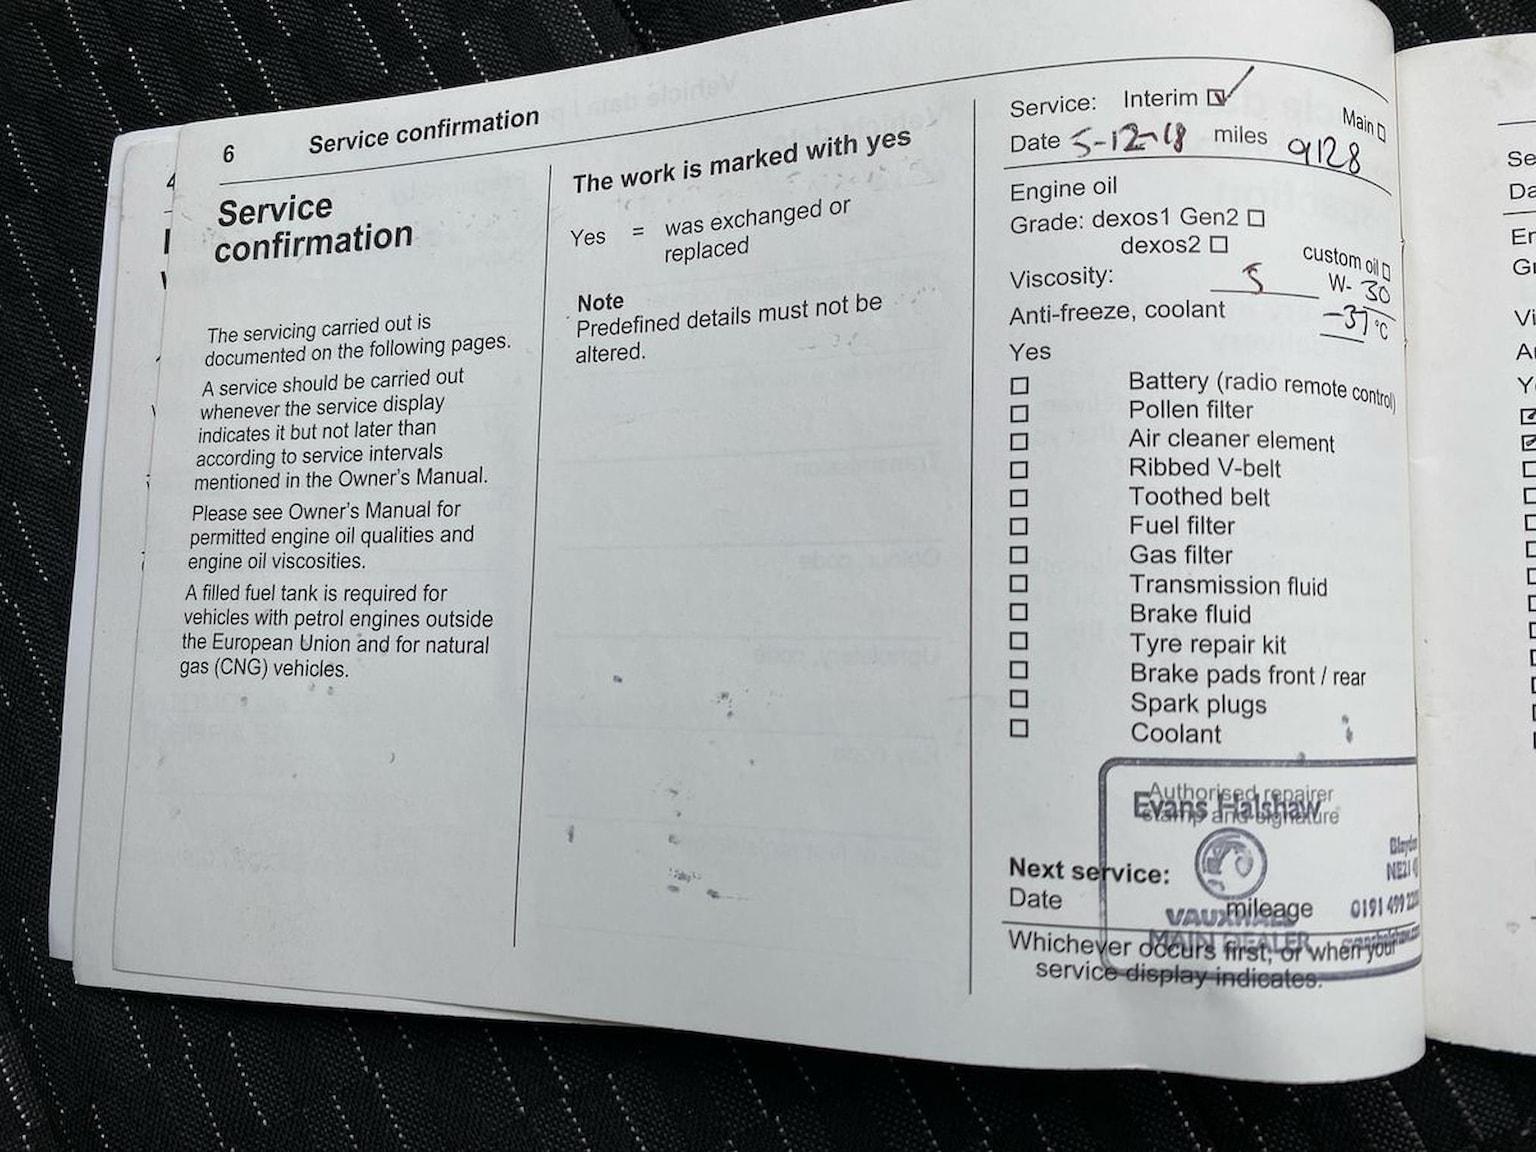 6 Service confirmation
Service
confirmation
The servicing carried out is
documented on the following pages.
A service should be carried out
whenever the service display
indicates it but not later than
according to service intervals
mentioned in the Owner's Manual.
Please see Owner's Manual for
permitted engine oil qualities and
engine oil viscosities.
A filled fuel tank is required for
vehicles with petrol engines outside
the European Union and for natural
gas (CNG) vehicles.
The work is marked with yes
Yes = was exchanged or
replaced
Note
Predefined details must not be
altered.
Service: Interim Main
Date 5-12-18 miles 9128
Engine oil
Grade: dexos1 Gen2
dexos2 custom oil
Viscosity: 5 W- 30
Anti-freeze, coolant -37 °C
Yes
Battery (radio remote control)
Pollen filter
Air cleaner element
Ribbed V-belt
Toothed belt
Fuel filter
Gas filter
Transmission fluid
Brake fluid
Tyre repair kit
Brake pads front / rear
Spark plugs
Coolant
Authorised repairer
stamp and signature
Evans Halshaw
NE21
0191 499
VAUXHALL
MAIN DEALER
Next service:
Date mileage
Whichever occurs first, or when your
service display indicates.